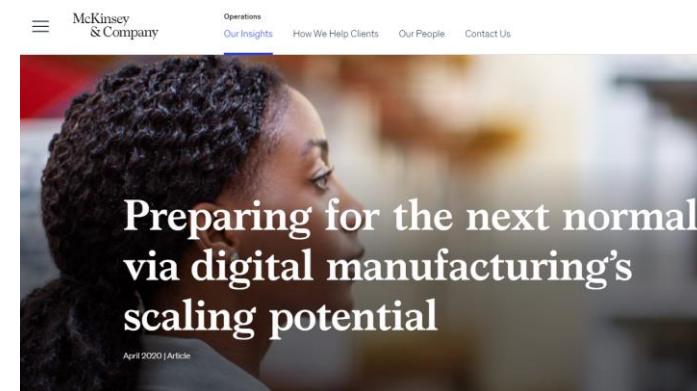 McKinsey
& Company
Operations
Our Insights How We Help Clients Our People Contact Us
Preparing for the next normal
via digital manufacturing's
scaling potential
April 2020 | Article